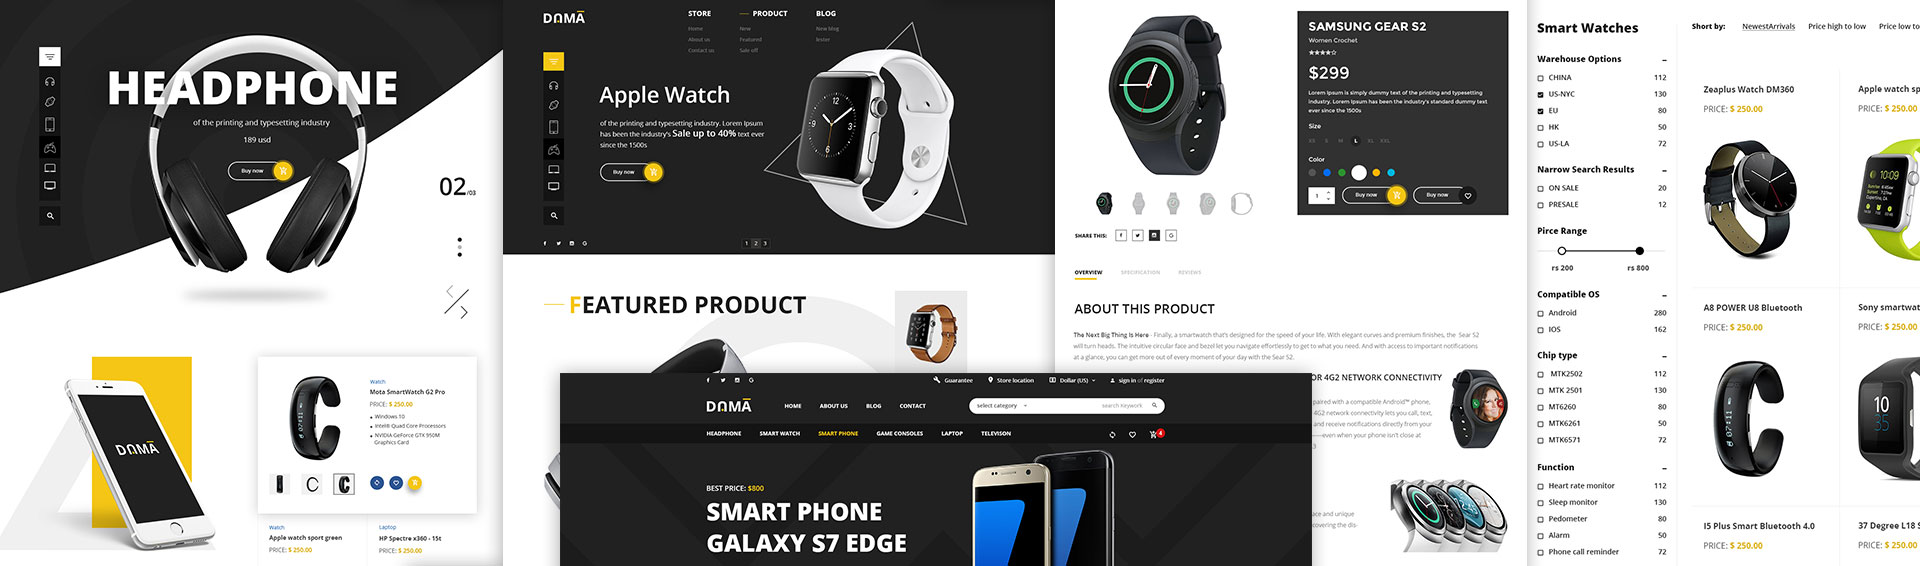 HEADPHONE
of the printing and typesetting industry
189 usd
Buy now
02/03
DAMA
Watch
Mota SmartWatch G2 Pro
PRICE: $ 250.00
Windows 10
Intel® Quad Core Processors
NVIDIA GeForce GTX 950M
Graphics Card
Watch
Apple watch sport green
PRICE: $ 250.00
Laptop
HP Spectre x360 - 15t
PRICE: $ 250.00
DAMĀ
STORE
Home
About us
Contact us
PRODUCT
New
Featured
Sale off
BLOG
New blog
Apple Watch
of the printing and typesetting industry. Lorem Ipsum
has been the industry's Sale up to 40% text ever
since the 1500s
Buy now
1 2 3
FEATURED PRODUCT
SAMSUNG GEAR S2
Women Crochet
$299
Lorem Ipsum is simply dummy text of the printing and typesetting
industry. Lorem Ipsum has been the industry's standard dummy text
ever since the 1500s
Size
XS S M L XL XXL
Color
1
Buy now
Buy now
SHARE THIS:
OVERVIEW
SPECIFICATION
REVIEWS
ABOUT THIS PRODUCT
The Next Big Thing Is Here - Finally, a smartwatch that's designed for the speed of your life. With elegant curves and premium finishes, the Sear S2
will turn heads. The intuitive circular face and bezel let you navigate effortlessly to get to what you need. And with access to important notifications
at a glance, you can get more out of every moment of your day with the Sear S2.
OR 4G2 NETWORK CONNECTIVITY
paired with a compatible Android™ phone,
4G2 network connectivity lets you call, text,
and receive notifications directly from your
—even when your phone isn't close at
ace and unique
covering the dis-
Guarantee
Store location
Dollar (US)
sign in of register
DAMĀ
HOME
ABOUT US
BLOG
CONTACT
select category
search Keywork
HEADPHONE
SMART WATCH
SMART PHONE
GAME CONSOLES
LAPTOP
TELEVISON
4
BEST PRICE: $800
SMART PHONE
GALAXY S7 EDGE
Smart Watches
Warehouse Options
CHINA 112
US-NYC 130
EU 80
HK 50
US-LA 72
Narrow Search Results
ON SALE 20
PRESALE 12
Pirce Range
rs 200
rs 800
Compatible OS
Android 280
IOS 162
Chip type
MTK2502 112
MTK 2501 130
MT6260 80
MTK6261 50
MTK6571 72
Function
Heart rate monitor 112
Sleep monitor 130
Pedometer 80
Alarm 50
Phone call reminder 72
Short by:
NewestArrivals
Price high to low
Price low to
Zeaplus Watch DM360
PRICE: $ 250.00
Apple watch sp
PRICE: $ 250.0
10:09
A8 POWER U8 Bluetooth
PRICE: $ 250.00
Sony smartwat
PRICE: $ 250.0
10
35
I5 Plus Smart Bluetooth 4.0
PRICE: $ 250.00
37 Degree L18 S
PRICE: $ 250.0